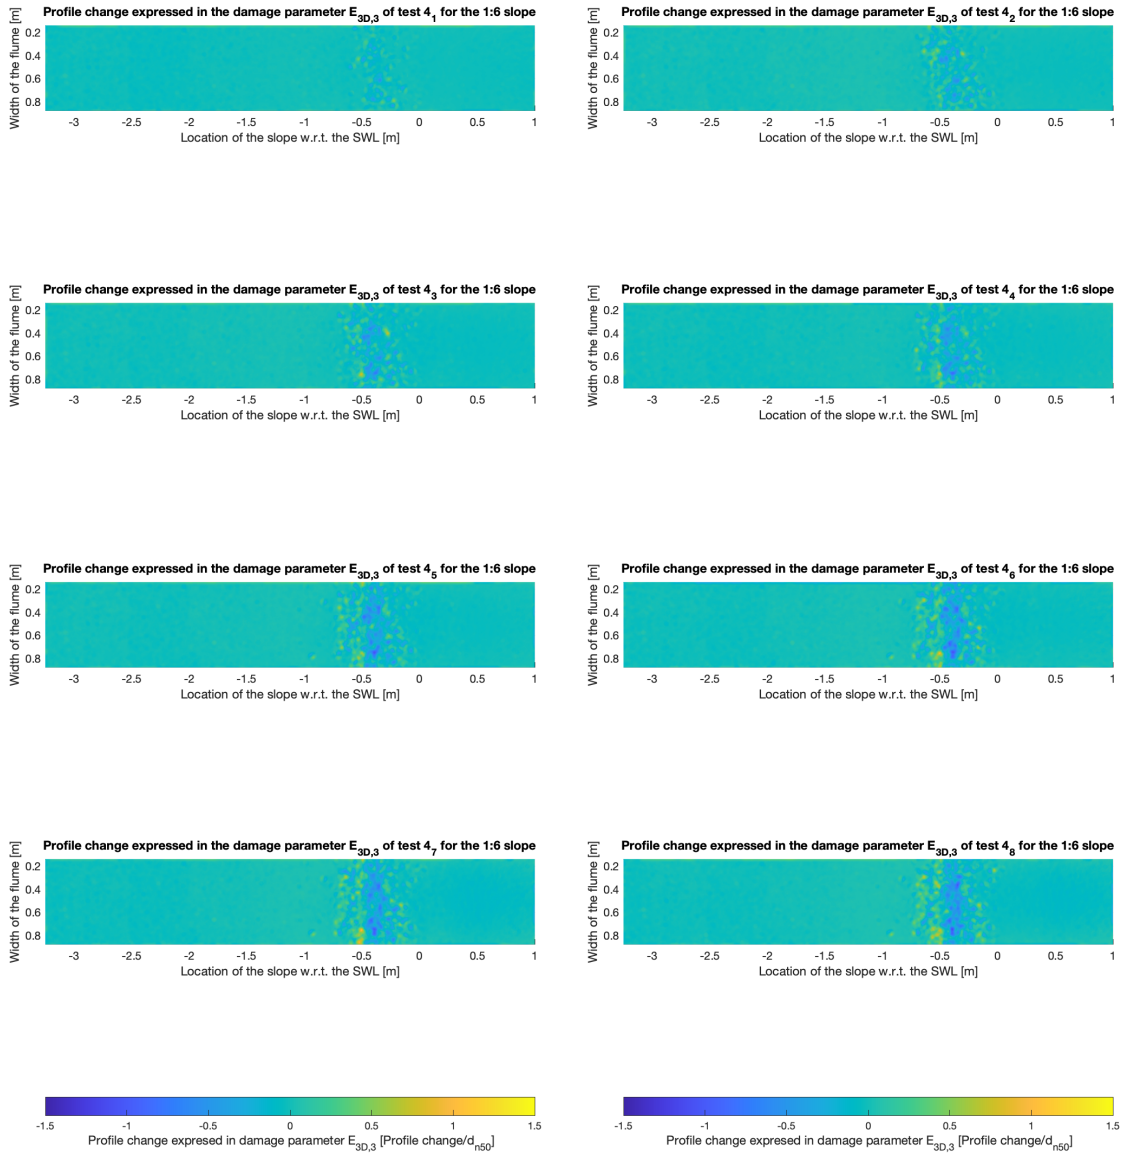 Profile change expressed in the damage parameter E3D,3 of test 41 for the 1:6 slope
Width of the flume [m]
0.2
0.4
0.6
0.8
-3 -2.5 -2 -1.5 -1 -0.5 0 0.5 1
Location of the slope w.r.t. the SWL [m]
Profile change expressed in the damage parameter E3D,3 of test 42 for the 1:6 slope
Width of the flume [m]
0.2
0.4
0.6
0.8
-3 -2.5 -2 -1.5 -1 -0.5 0 0.5 1
Location of the slope w.r.t. the SWL [m]
Profile change expressed in the damage parameter E3D,3 of test 43 for the 1:6 slope
Width of the flume [m]
0.2
0.4
0.6
0.8
-3 -2.5 -2 -1.5 -1 -0.5 0 0.5 1
Location of the slope w.r.t. the SWL [m]
Profile change expressed in the damage parameter E3D,3 of test 44 for the 1:6 slope
Width of the flume [m]
0.2
0.4
0.6
0.8
-3 -2.5 -2 -1.5 -1 -0.5 0 0.5 1
Location of the slope w.r.t. the SWL [m]
Profile change expressed in the damage parameter E3D,3 of test 45 for the 1:6 slope
Width of the flume [m]
0.2
0.4
0.6
0.8
-3 -2.5 -2 -1.5 -1 -0.5 0 0.5 1
Location of the slope w.r.t. the SWL [m]
Profile change expressed in the damage parameter E3D,3 of test 46 for the 1:6 slope
Width of the flume [m]
0.2
0.4
0.6
0.8
-3 -2.5 -2 -1.5 -1 -0.5 0 0.5 1
Location of the slope w.r.t. the SWL [m]
Profile change expressed in the damage parameter E3D,3 of test 47 for the 1:6 slope
Width of the flume [m]
0.2
0.4
0.6
0.8
-3 -2.5 -2 -1.5 -1 -0.5 0 0.5 1
Location of the slope w.r.t. the SWL [m]
Profile change expressed in the damage parameter E3D,3 of test 48 for the 1:6 slope
Width of the flume [m]
0.2
0.4
0.6
0.8
-3 -2.5 -2 -1.5 -1 -0.5 0 0.5 1
Location of the slope w.r.t. the SWL [m]
-1.5 -1 -0.5 0 0.5 1 1.5
Profile change expresed in damage parameter E3D,3 [Profile change/dn50]
-1.5 -1 -0.5 0 0.5 1 1.5
Profile change expresed in damage parameter E3D,3 [Profile change/dn50]